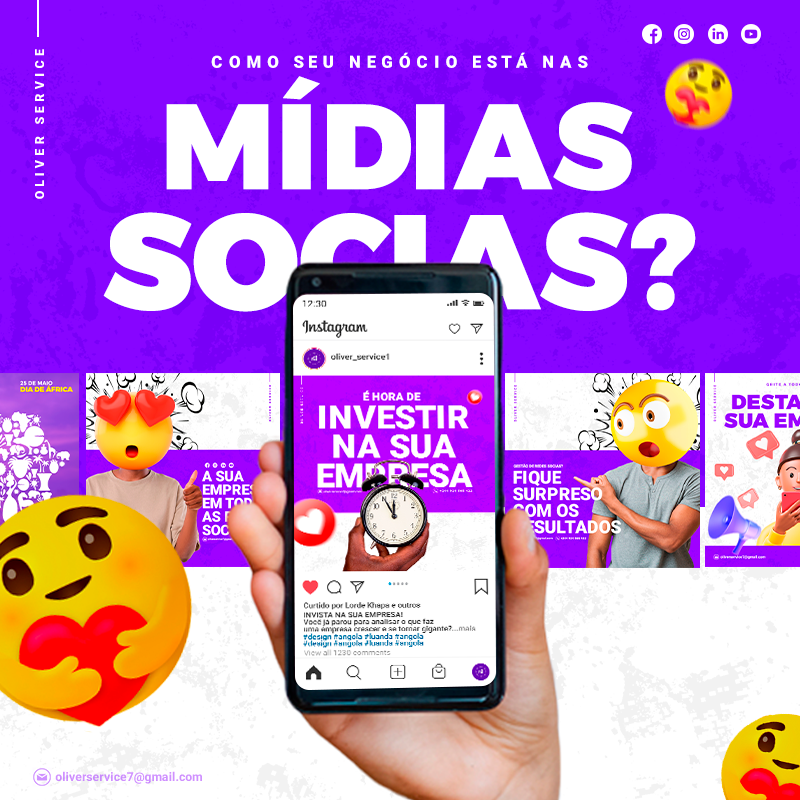 OLIVER SERVICE
COMO SEU NEGÓCIO ESTÁ NAS
MÍDIAS
SOCIAS?
12:30
Instagram
oliver_service1
É HORA DE
INVESTIR
NA SUA
EMPRESA
Curtido por Lorde Khapa e outros
INVISTA NA SUA EMPRESA!
Você já parou para analisar o que faz
uma empresa crescer e se tornar gigante?...mais
#design #angola #luanda #angola
#design #angola #luanda #angola
View all 1230 comments
25 DE MAIO
DIA DE ÁFRICA
A SUA
EMPRES
EM TOD
AS
SOC
FIQUE
SURPRESO
COM OS
RESULTADOS
DESTA
SUA EM
oliverservice7@gmail.com